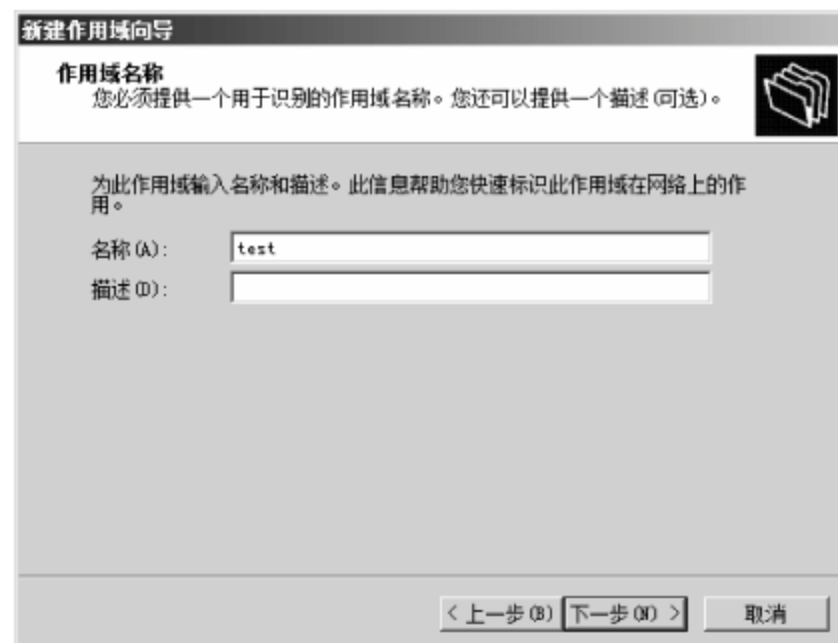 新建作用域向导
作用域名称
您必须提供一个用于识别的作用域名称。您还可以提供一个描述(可选)。
为此作用域输入名称和描述。此信息帮助您快速标识此作用域在网络上的作
用。
名称(A): test
描述(D):
< 上一步(B) 下一步(N) > 取消